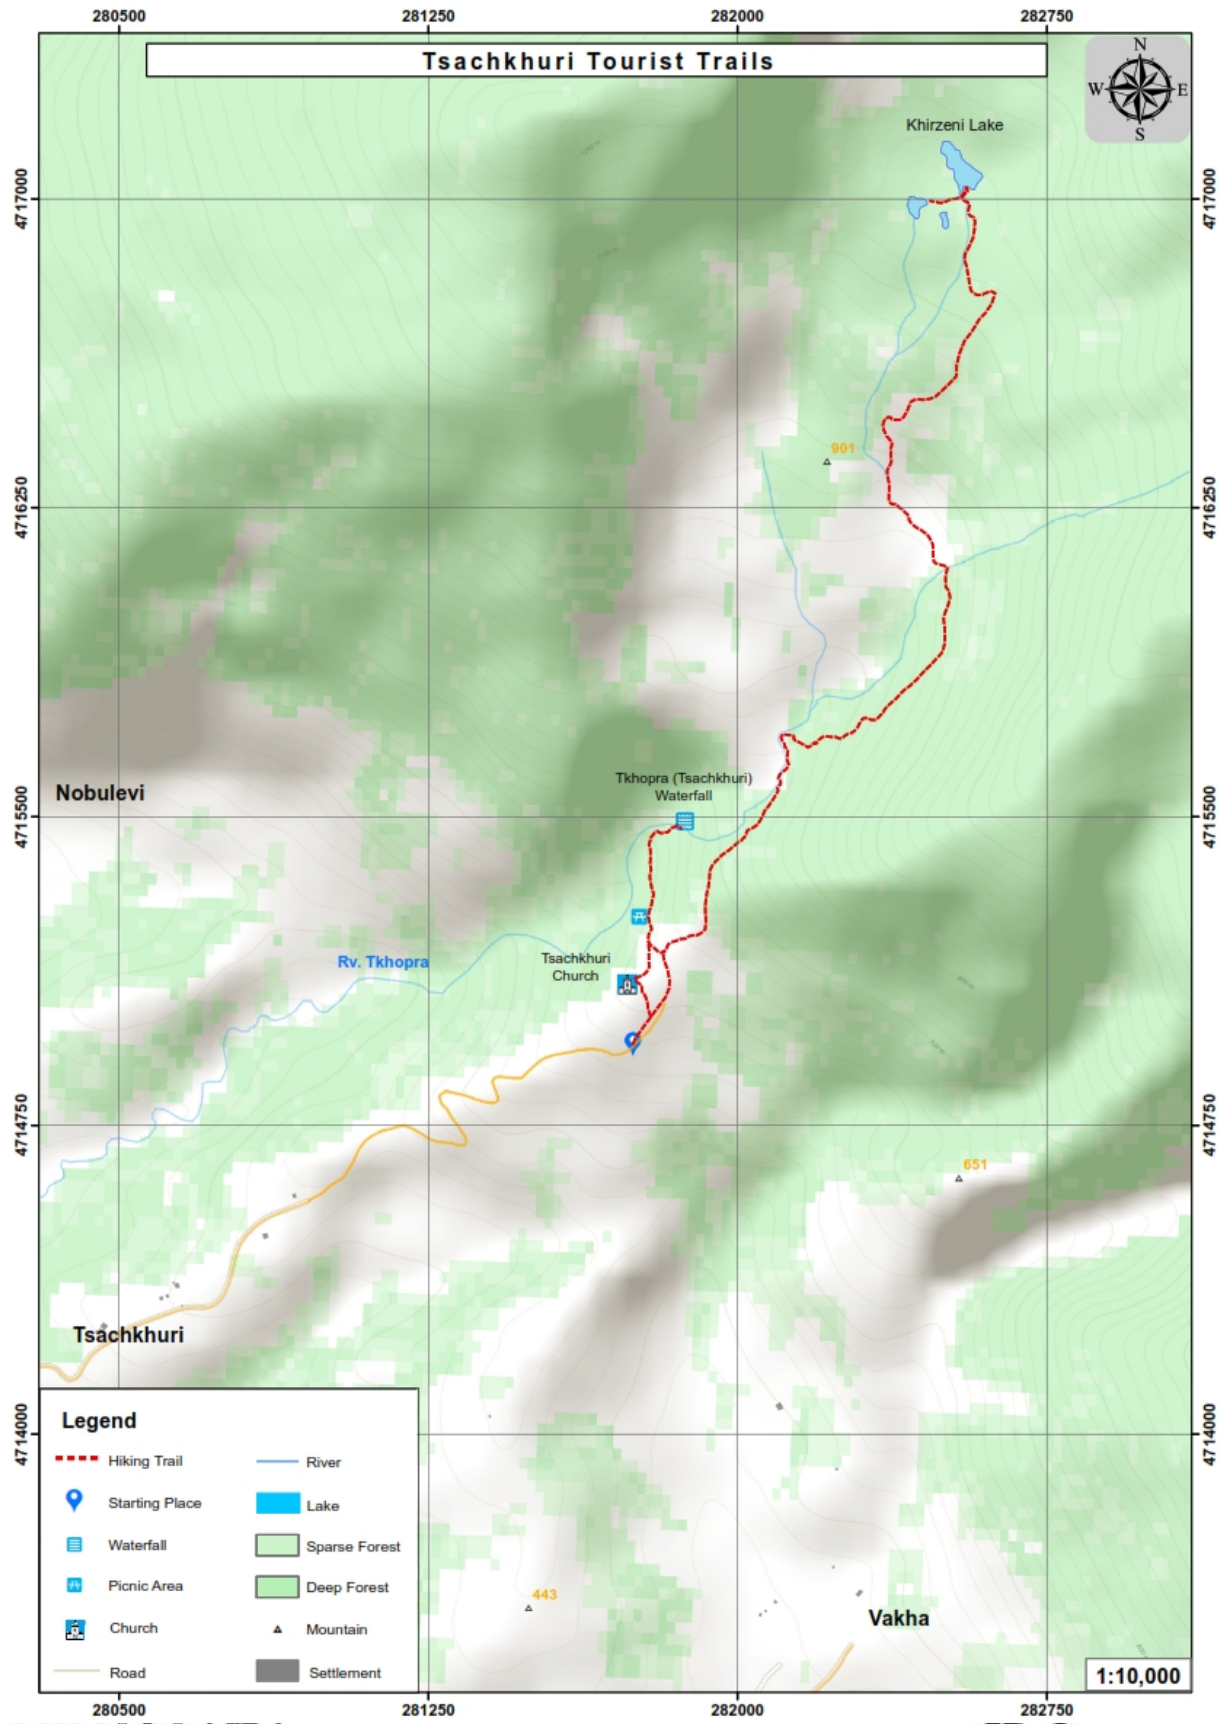 280500 281250 282000 282750
Tsachkhuri Tourist Trails
N
W E
S
Khirzeni Lake
4717000 4717000
901
4716250 4716250
Tkhopra (Tsachkhuri)
Waterfall
Nobulevi
4715500 4715500
Tsachkhuri
Church
Rv. Tkhopra
4714750 4714750
651
Tsachkhuri
4714000 4714000
Legend
Hiking Trail
River
Starting Place
Lake
Waterfall
Sparse Forest
Picnic Area
Deep Forest
Church
Mountain
Road
Settlement
443
Vakha
1:10,000
280500 281250 282000 282750